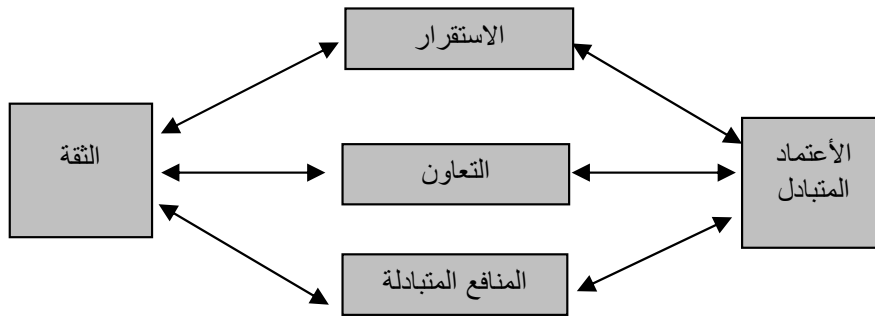 الاستقرار
الثقة
التعاون
الأعتماد
المتبادل
المنافع المتبادلة